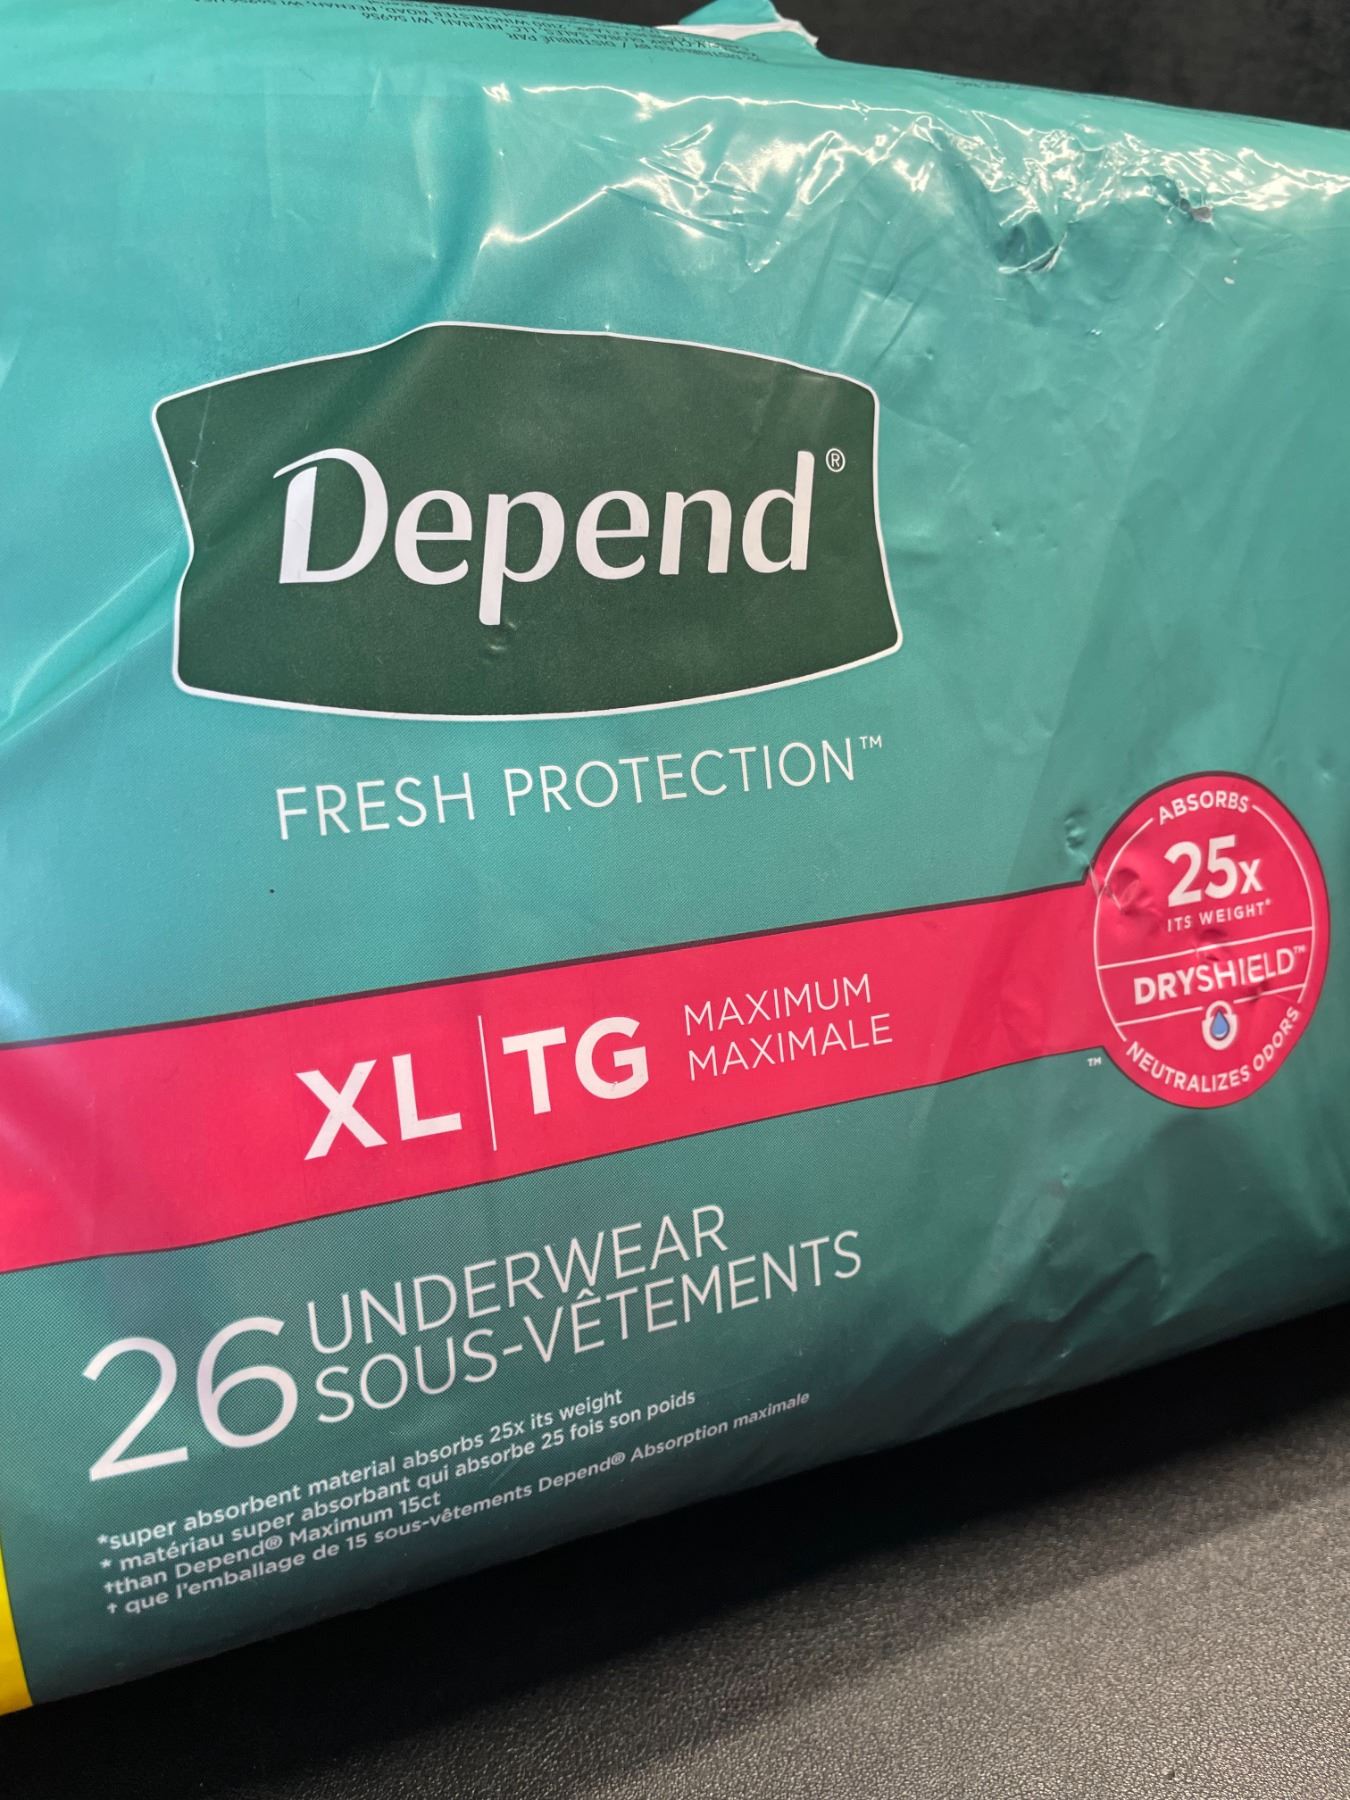 Depend®
FRESH PROTECTION™
ABSORBS
25x
ITS WEIGHT*
DRYSHIELD™
NEUTRALIZES ODORS
™
XL | TG
MAXIMUM
MAXIMALE
26
UNDERWEAR
SOUS-VÊTEMENTS
*super absorbent material absorbs 25x its weight
* matériau super absorbant qui absorbe 25 fois son poids
†than Depend® Maximum 15ct
† que l'emballage de 15 sous-vêtements Depend® Absorption maximale